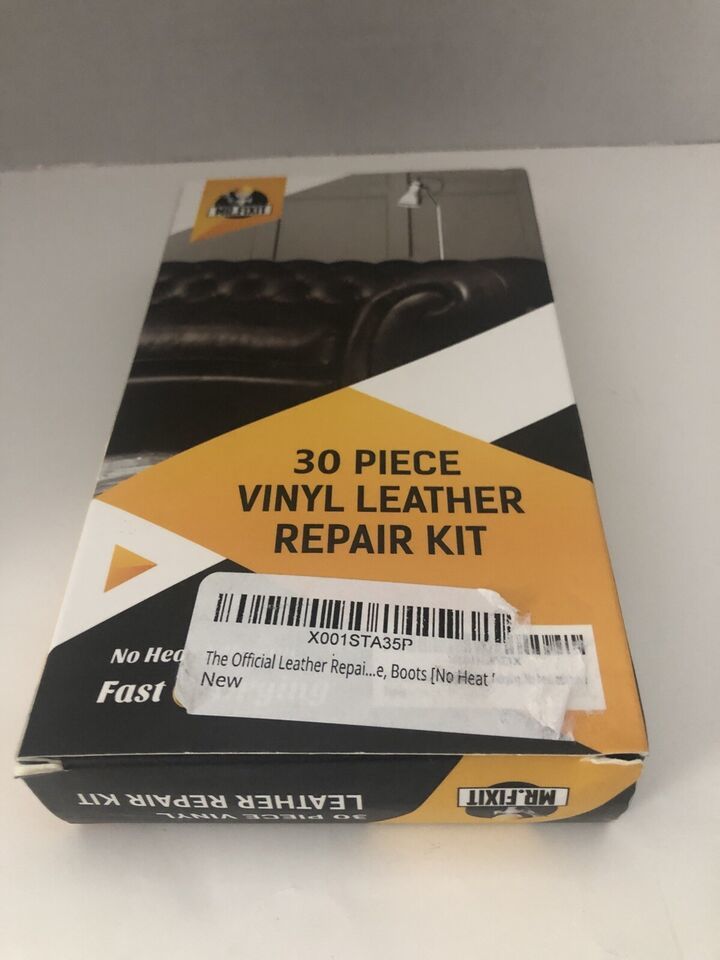 MR.FIXIT
30 PIECE
VINYL LEATHER
REPAIR KIT
X001STA35P
The Official Leather Repai...e, Boots [No Heat
New
No Hea
Fast
30 PIECE VINYL
LEATHER REPAIR KIT
MR.FIXIT